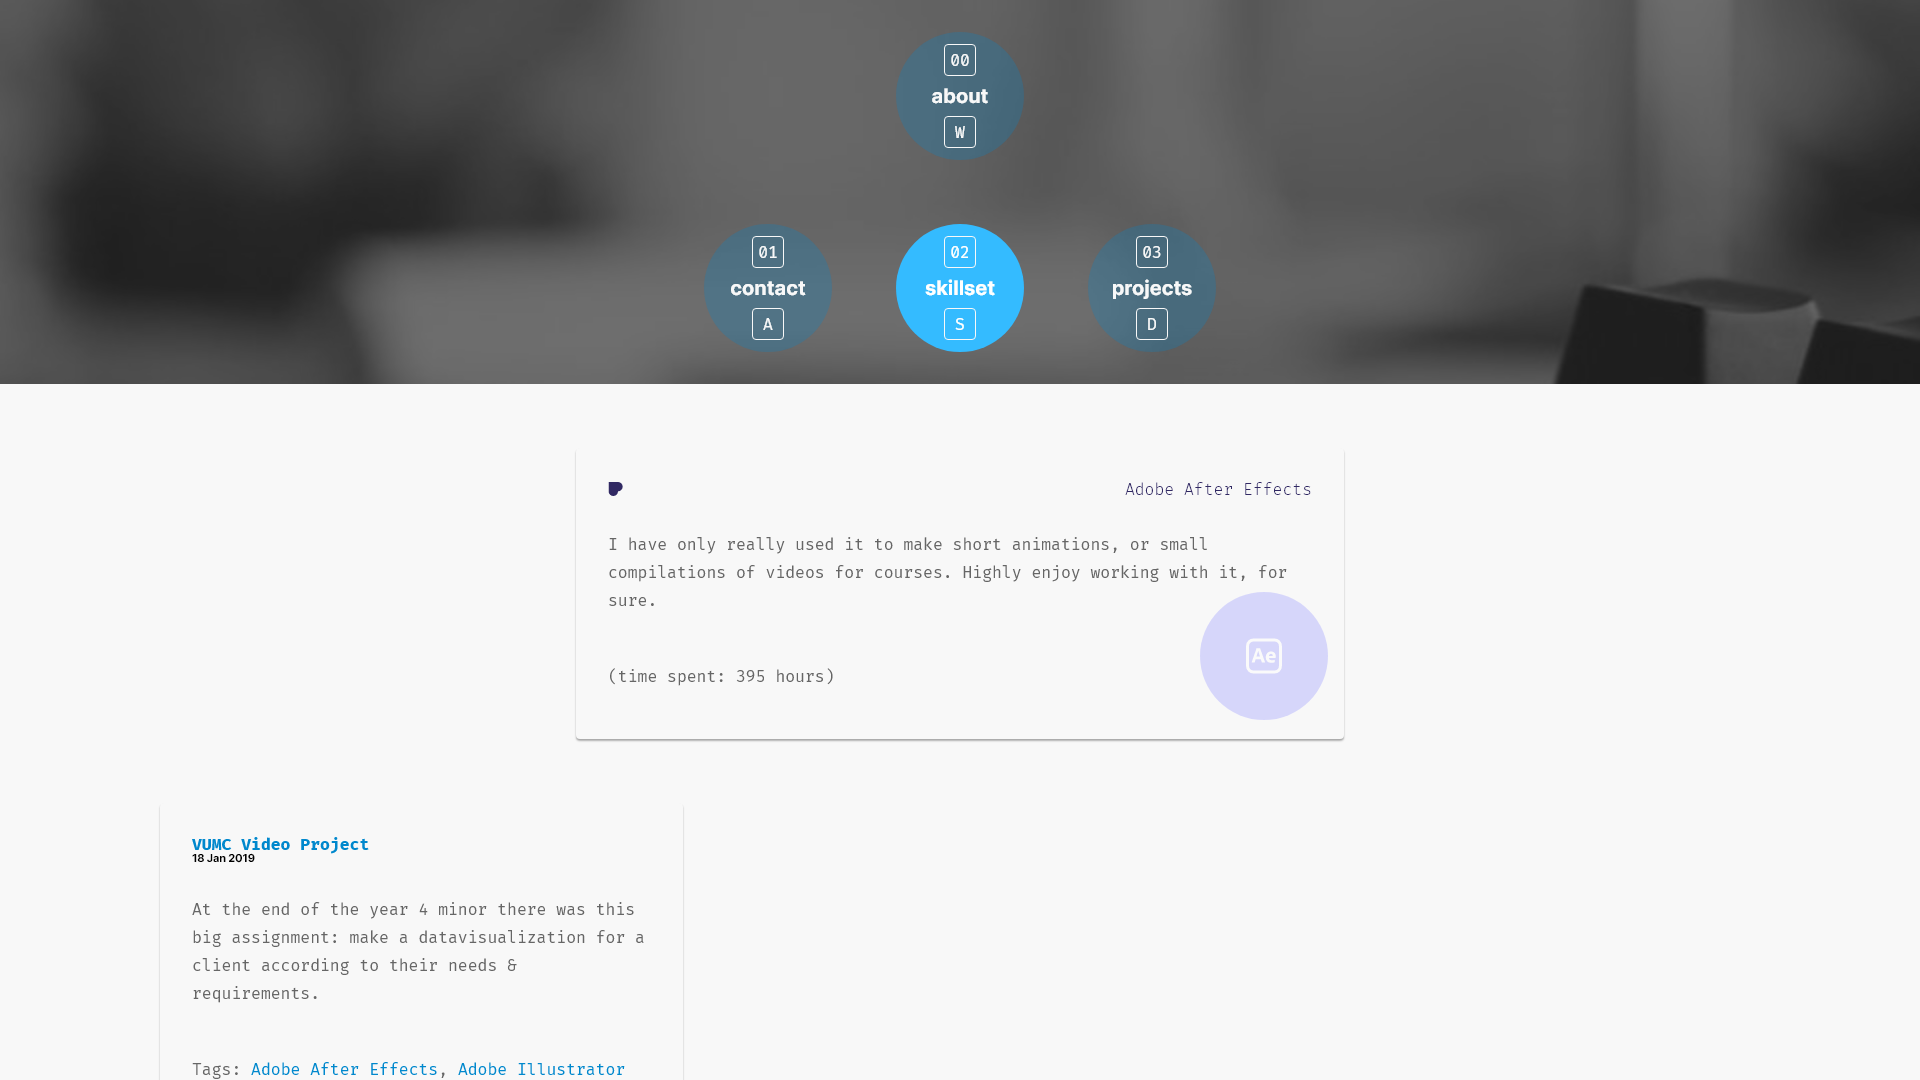 00
about
W
01
contact
A
02
skillset
S
03
projects
D
Adobe After Effects
I have only really used it to make short animations, or small
compilations of videos for courses. Highly enjoy working with it, for
sure.
Ae
(time spent: 395 hours)
VUMC Video Project
18 Jan 2019
At the end of the year 4 minor there was this
big assignment: make a datavisualization for a
client according to their needs &
requirements.
Tags: Adobe After Effects, Adobe Illustrator